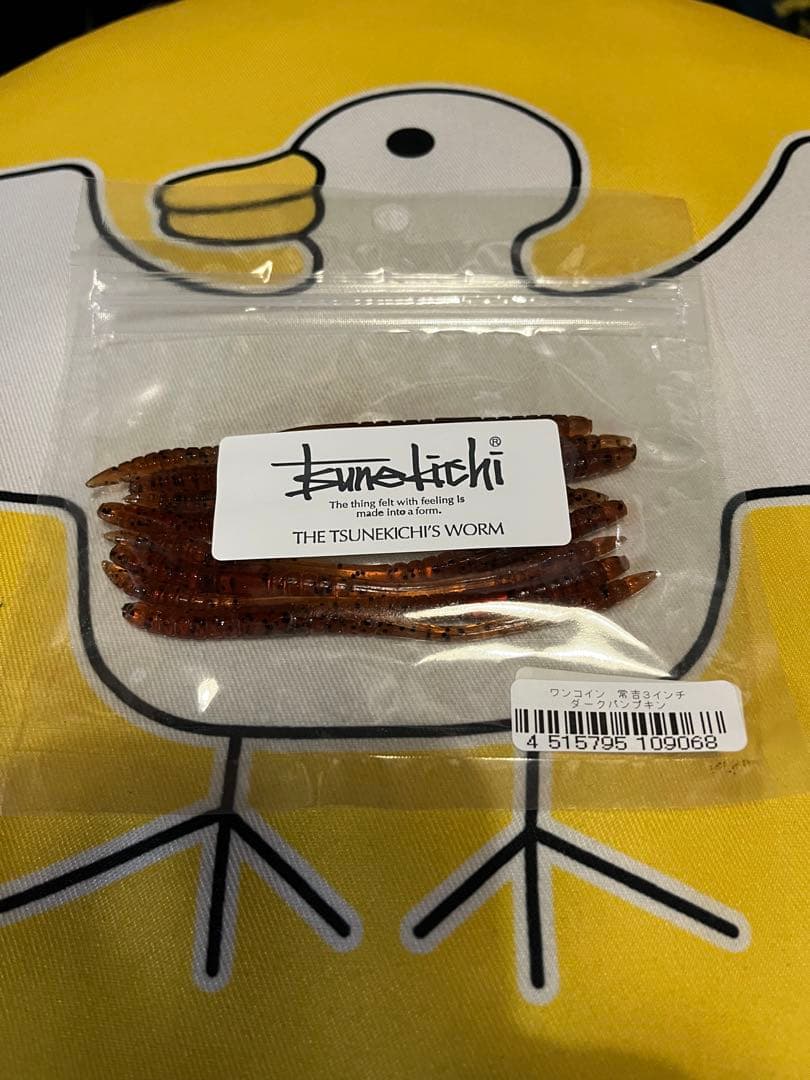 Tsunekichi®
The thing felt with feeling is
made into a form.
THE TSUNEKICHI'S WORM
ワンコイン 常吉3インチ
ダークパンプキン
4 515795 109068